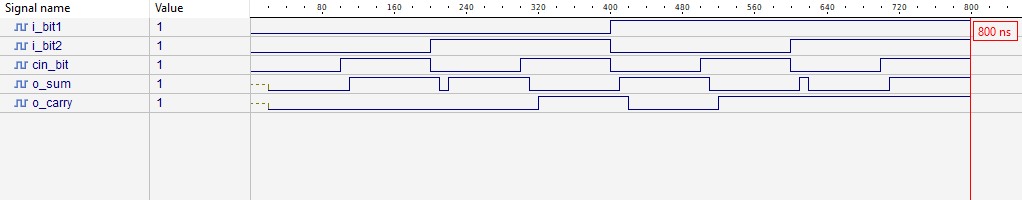 Signal name Value 80 160 240 320 400 480 560 640 720 800
i_bit1 1
800 ns
i_bit2 1
cin_bit 1
o_sum 1
o_carry 1